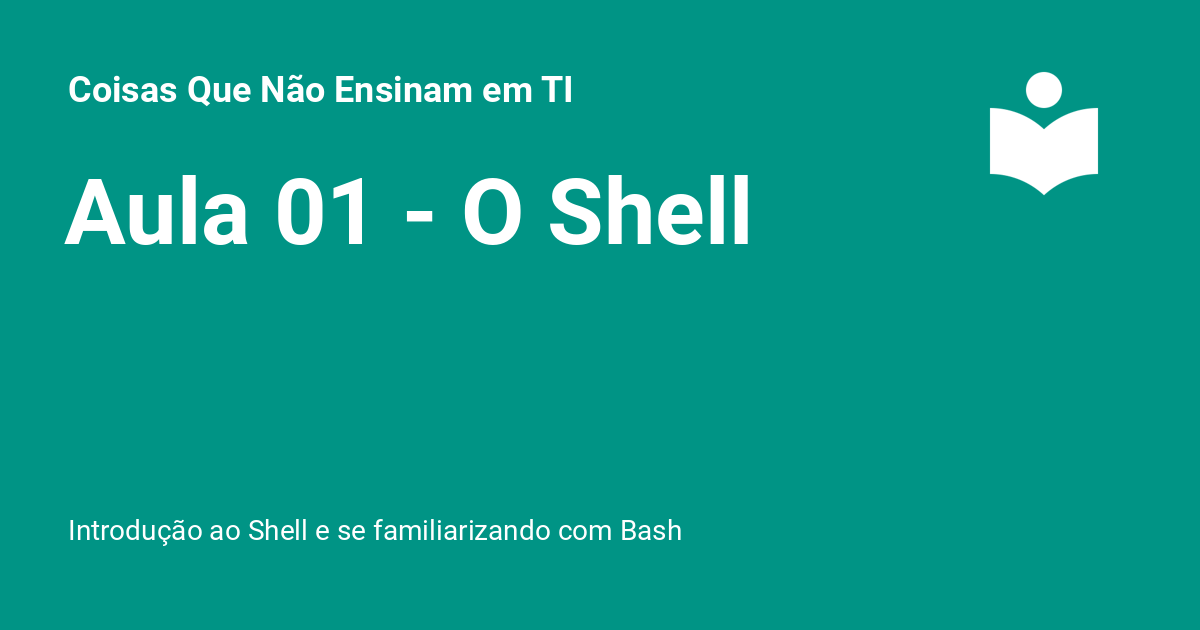 Coisas Que Não Ensinam em TI
Aula 01 - O Shell
Introdução ao Shell e se familiarizando com Bash